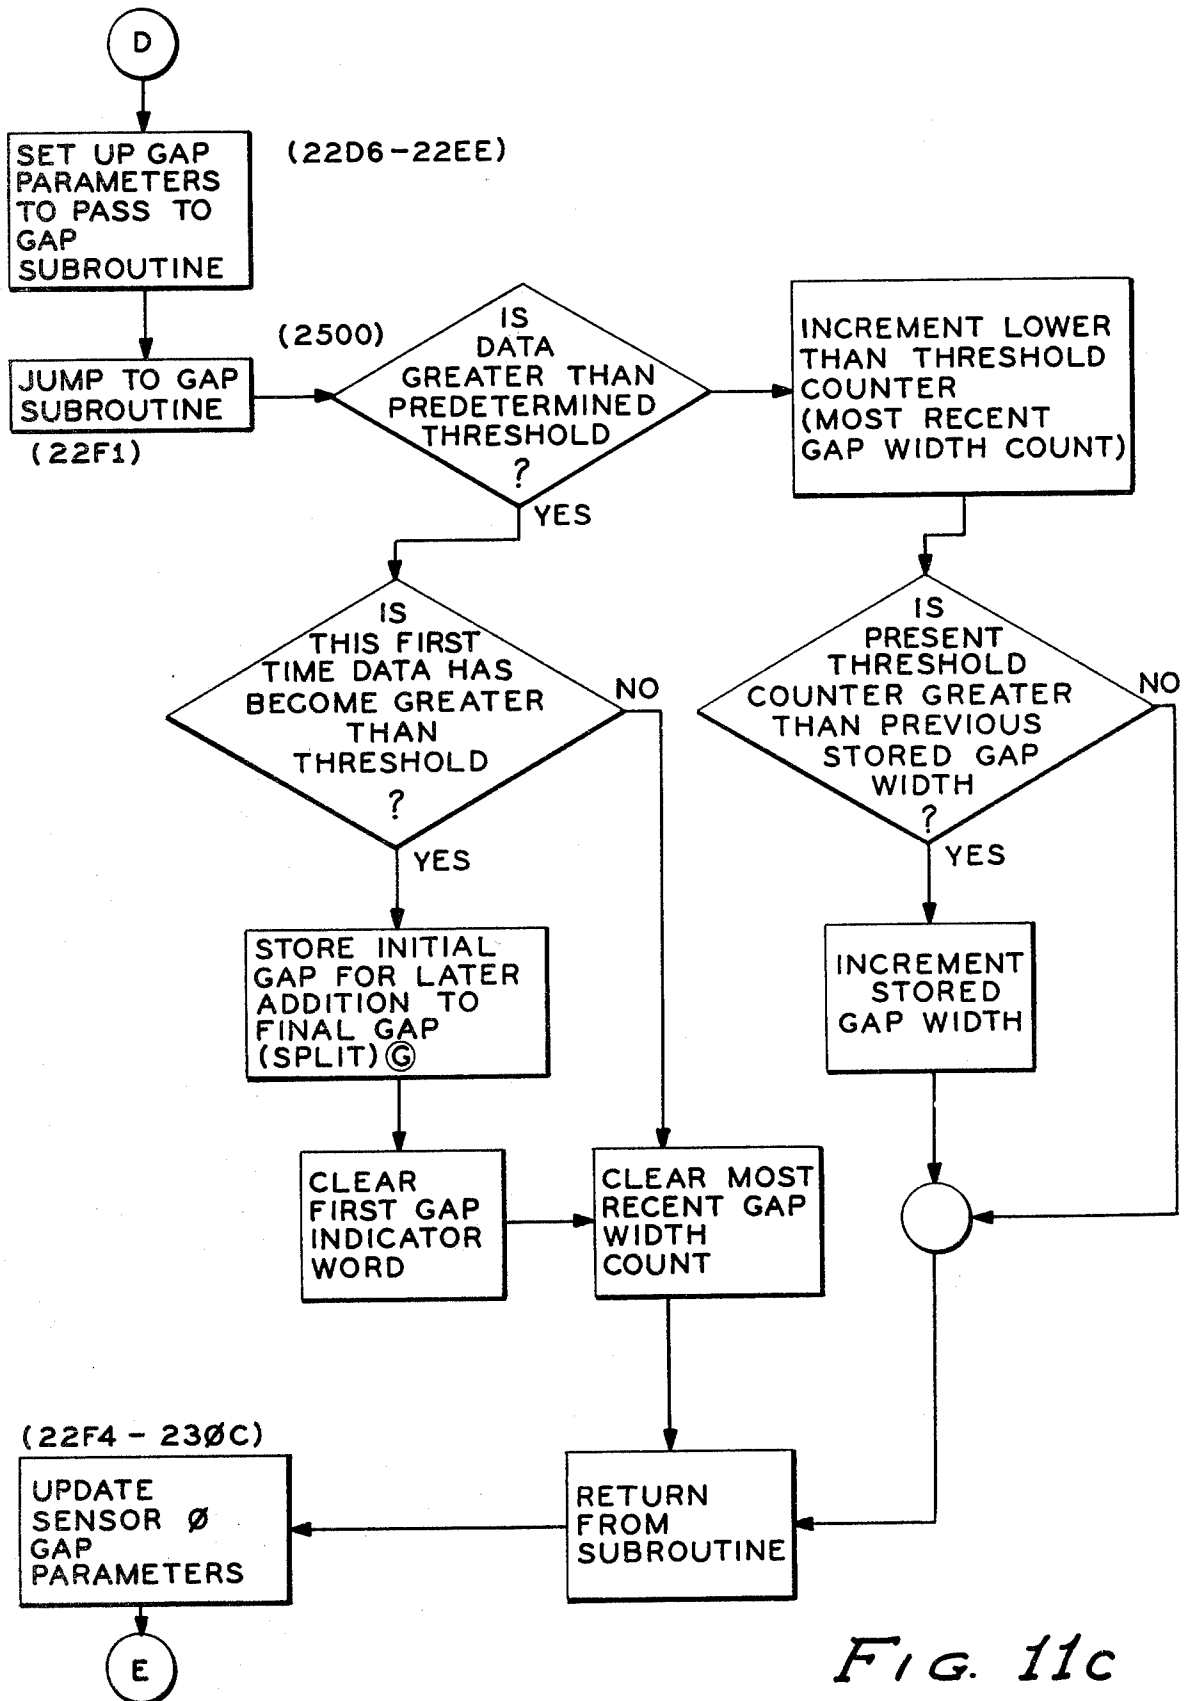 D
SET UP GAP
PARAMETERS
TO PASS TO
GAP
SUBROUTINE
(22D6-22EE)
JUMP TO GAP
SUBROUTINE
(22F1)
(2500)
IS
DATA
GREATER THAN
PREDETERMINED
THRESHOLD
?
YES
INCREMENT LOWER
THAN THRESHOLD
COUNTER
(MOST RECENT
GAP WIDTH COUNT)
IS
THIS FIRST
TIME DATA HAS
BECOME GREATER
THAN
THRESHOLD
?
NO
YES
IS
PRESENT
THRESHOLD
COUNTER GREATER
THAN PREVIOUS
STORED GAP
WIDTH
?
NO
YES
STORE INITIAL
GAP FOR LATER
ADDITION TO
FINAL GAP
(SPLIT) Ⓖ
INCREMENT
STORED
GAP WIDTH
CLEAR
FIRST GAP
INDICATOR
WORD
CLEAR MOST
RECENT GAP
WIDTH
COUNT
(22F4 - 23ØC)
UPDATE
SENSOR Ø
GAP
PARAMETERS
RETURN
FROM
SUBROUTINE
E
FIG. 11c